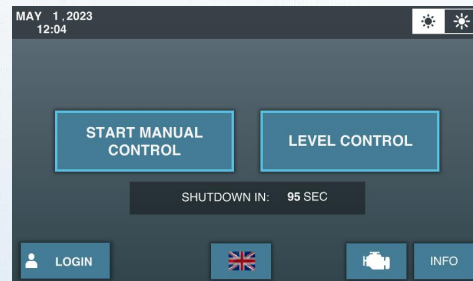 MAY 1,2023
12:04
START MANUAL
CONTROL
LEVEL CONTROL
SHUTDOWN IN: 95 SEC
LOGIN
INFO